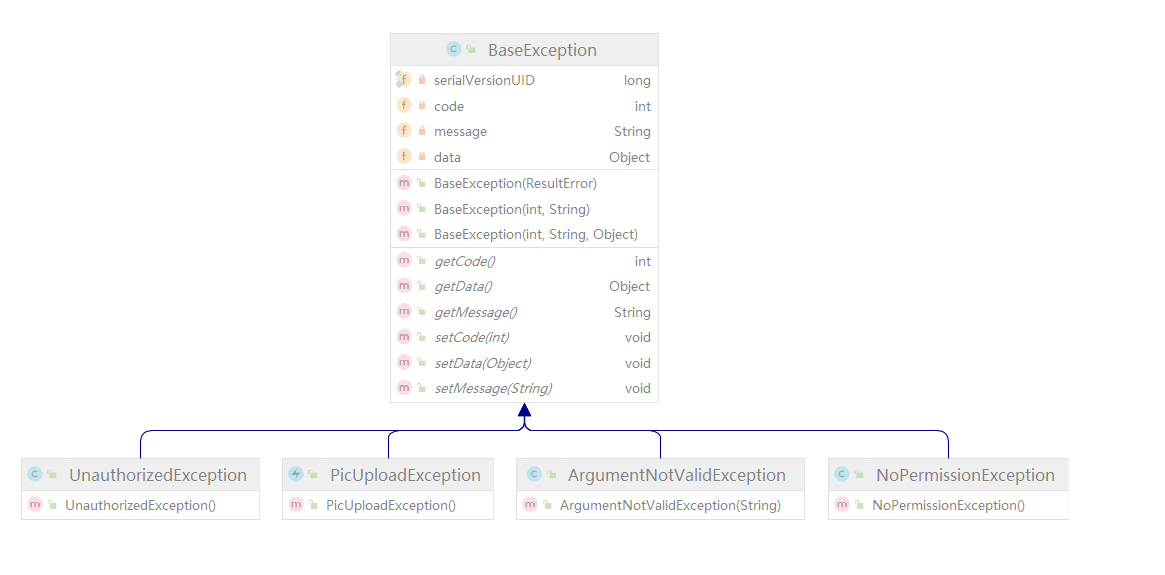 BaseException
serialVersionUID long
code int
message String
data Object
BaseException(ResultError)
BaseException(int, String)
BaseException(int, String, Object)
getCode() int
getData() Object
getMessage() String
setCode(int) void
setData(Object) void
setMessage(String) void
UnauthorizedException
UnauthorizedException()
PicUploadException
PicUploadException()
ArgumentNotValidException
ArgumentNotValidException(String)
NoPermissionException
NoPermissionException()